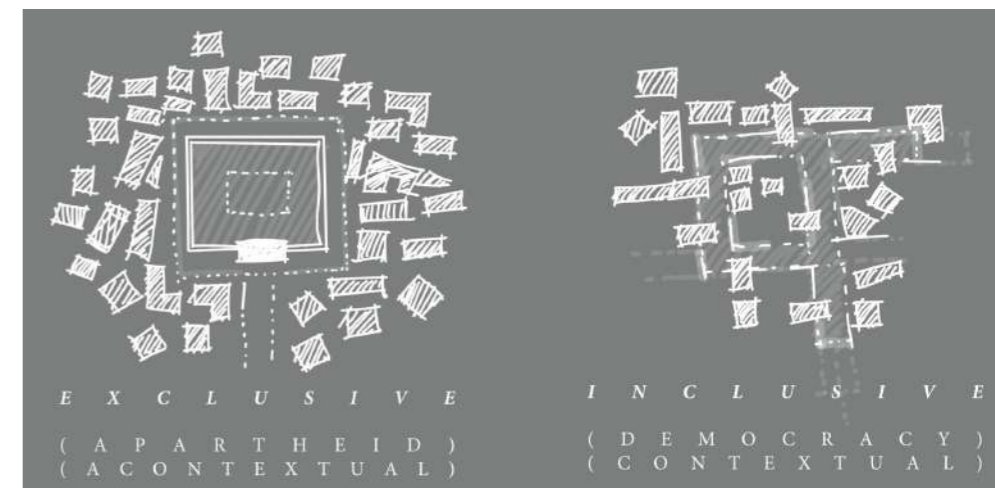 EXCLUSIVE
(APARTHEID)
(ACONTEXTUAL)
INCLUSIVE
(DEMOCRACY)
(CONTEXTUAL)